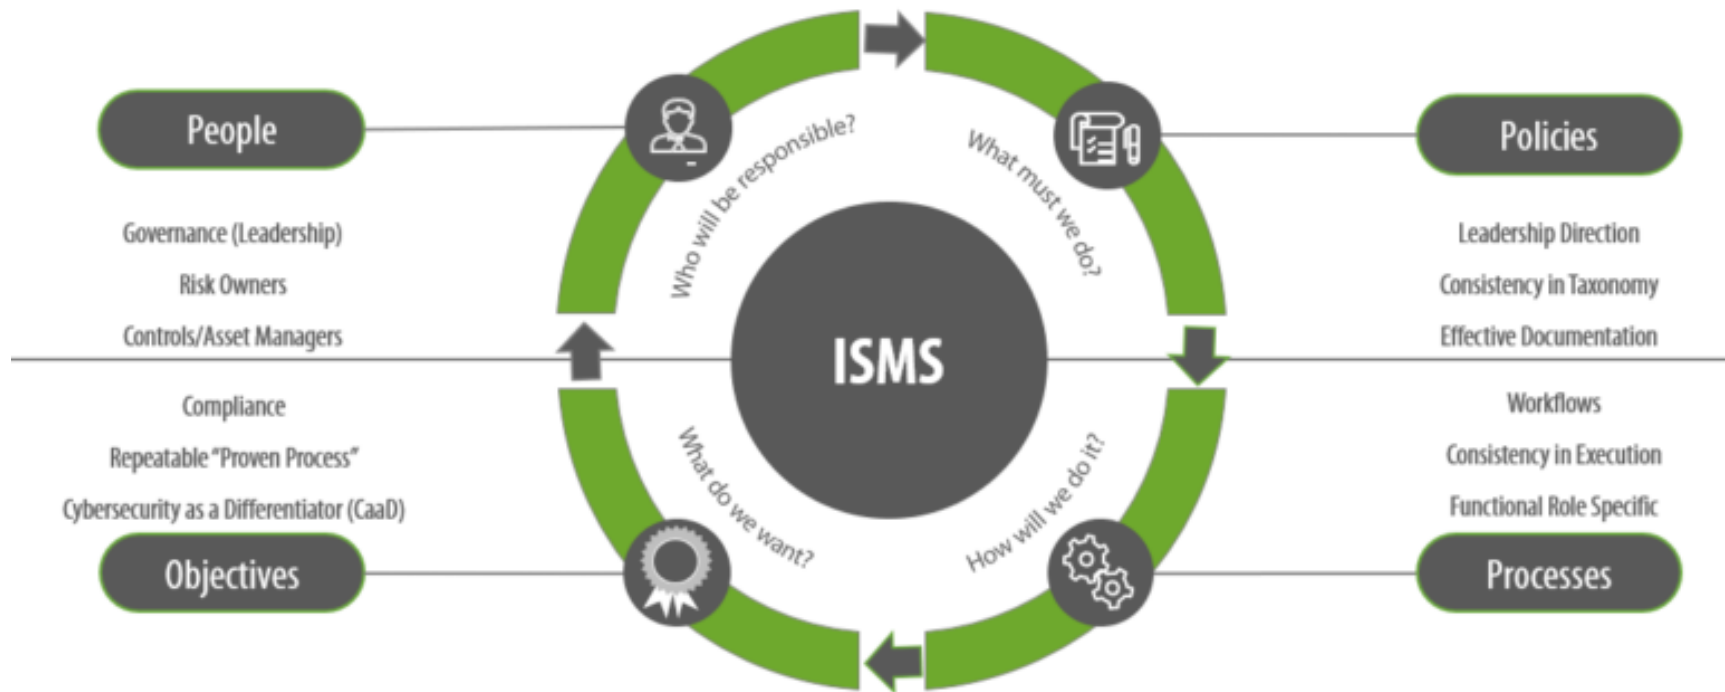 People
Governance (Leadership)
Risk Owners
Controls/Asset Managers
Who will be responsible?
What must we do?
Policies
Leadership Direction
Consistency in Taxonomy
Effective Documentation
ISMS
Compliance
Repeatable “Proven Process”
Cybersecurity as a Differentiator (CaaD)
Objectives
What do we want?
How will we do it?
Workflows
Consistency in Execution
Functional Role Specific
Processes